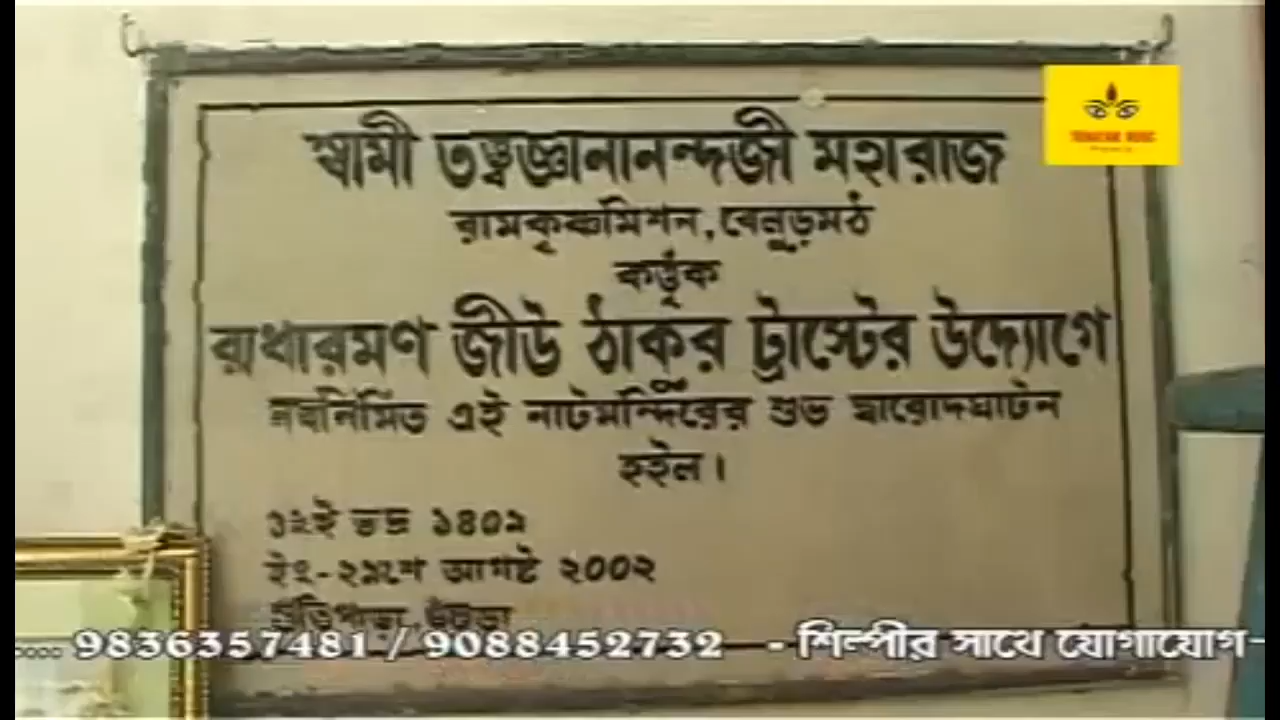 স্বামী তত্ত্বজ্ঞানানন্দজী মহারাজ
রামকৃষ্ণমিশন, বেলুড়মঠ
কর্ত্তৃক
রাধারমণ জীউ ঠাকুর ট্রাস্টের উদ্যোগে
নবনির্মিত এই নাটমন্দিরের শুভ দ্বারোদঘাটন
হইল।
১২ই ভাদ্র ১৪০৯
ইং-২৯শে আগষ্ট ২০০২
.... 9836357481 / 9088452732 - শিল্পীর সাথে যোগাযোগ-